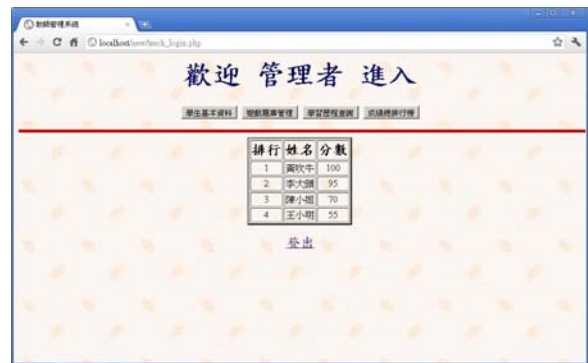 教師管理系統
localhost/new/teach_login.php
歡迎 管理者 進入
學生基本資料 遊戲題庫管理 學習歷程查詢 成績總排行榜
排行 姓名 分數
1 黃吹牛 100
2 李大頭 95
3 陳小姐 70
4 王小明 55
登出